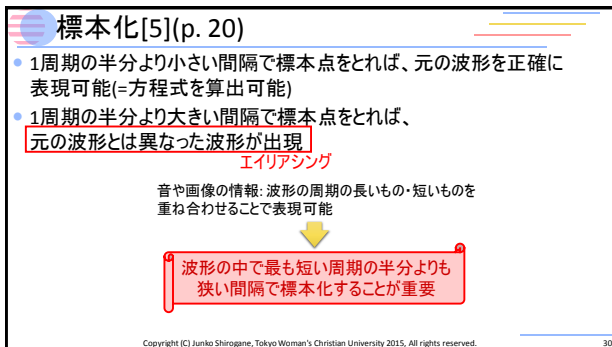 標本化[5](p. 20)
1周期の半分より小さい間隔で標本点をとれば、元の波形を正確に
表現可能(=方程式を算出可能)
1周期の半分より大きい間隔で標本点をとれば、
元の波形とは異なった波形が出現
エイリアシング
音や画像の情報: 波形の周期の長いもの・短いものを
重ね合わせることで表現可能
波形の中で最も短い周期の半分よりも
狭い間隔で標本化することが重要
Copyright (C) Junko Shirogane, Tokyo Woman's Christian University 2015, All rights reserved.
30